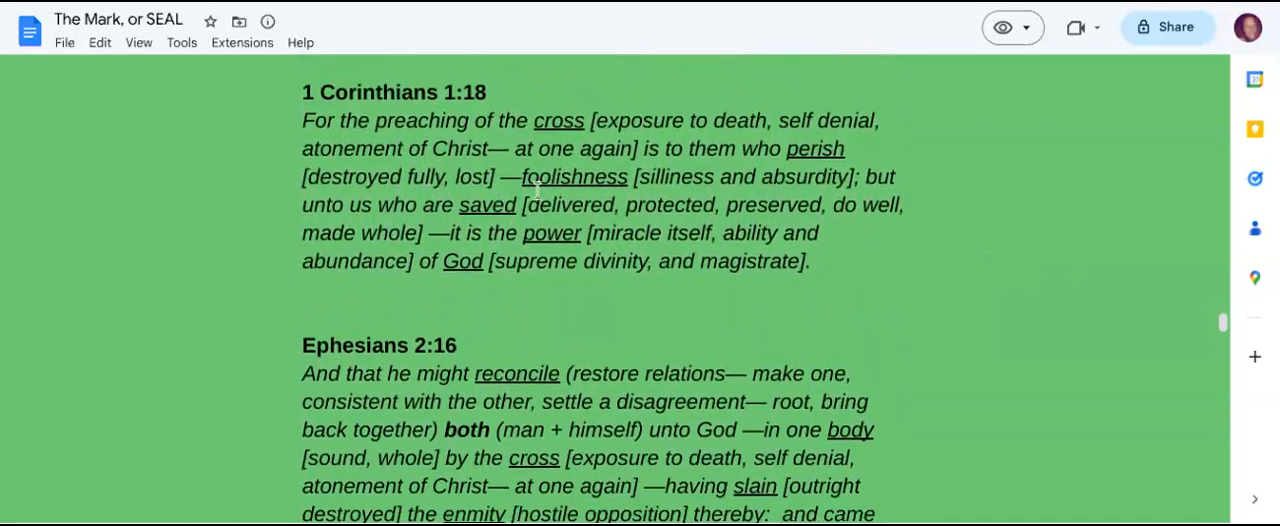 The Mark, or SEAL
File Edit View Tools Extensions Help
Share
1 Corinthians 1:18
For the preaching of the cross [exposure to death, self denial,
atonement of Christ— at one again] is to them who perish
[destroyed fully, lost] —foolishness [silliness and absurdity]; but
unto us who are saved [delivered, protected, preserved, do well,
made whole] —it is the power [miracle itself, ability and
abundance] of God [supreme divinity, and magistrate].
Ephesians 2:16
And that he might reconcile (restore relations— make one,
consistent with the other, settle a disagreement— root, bring
back together) both (man + himself) unto God —in one body
[sound, whole] by the cross [exposure to death, self denial,
atonement of Christ— at one again] —having slain [outright
destroyed] the enmity [hostile opposition] thereby: and came